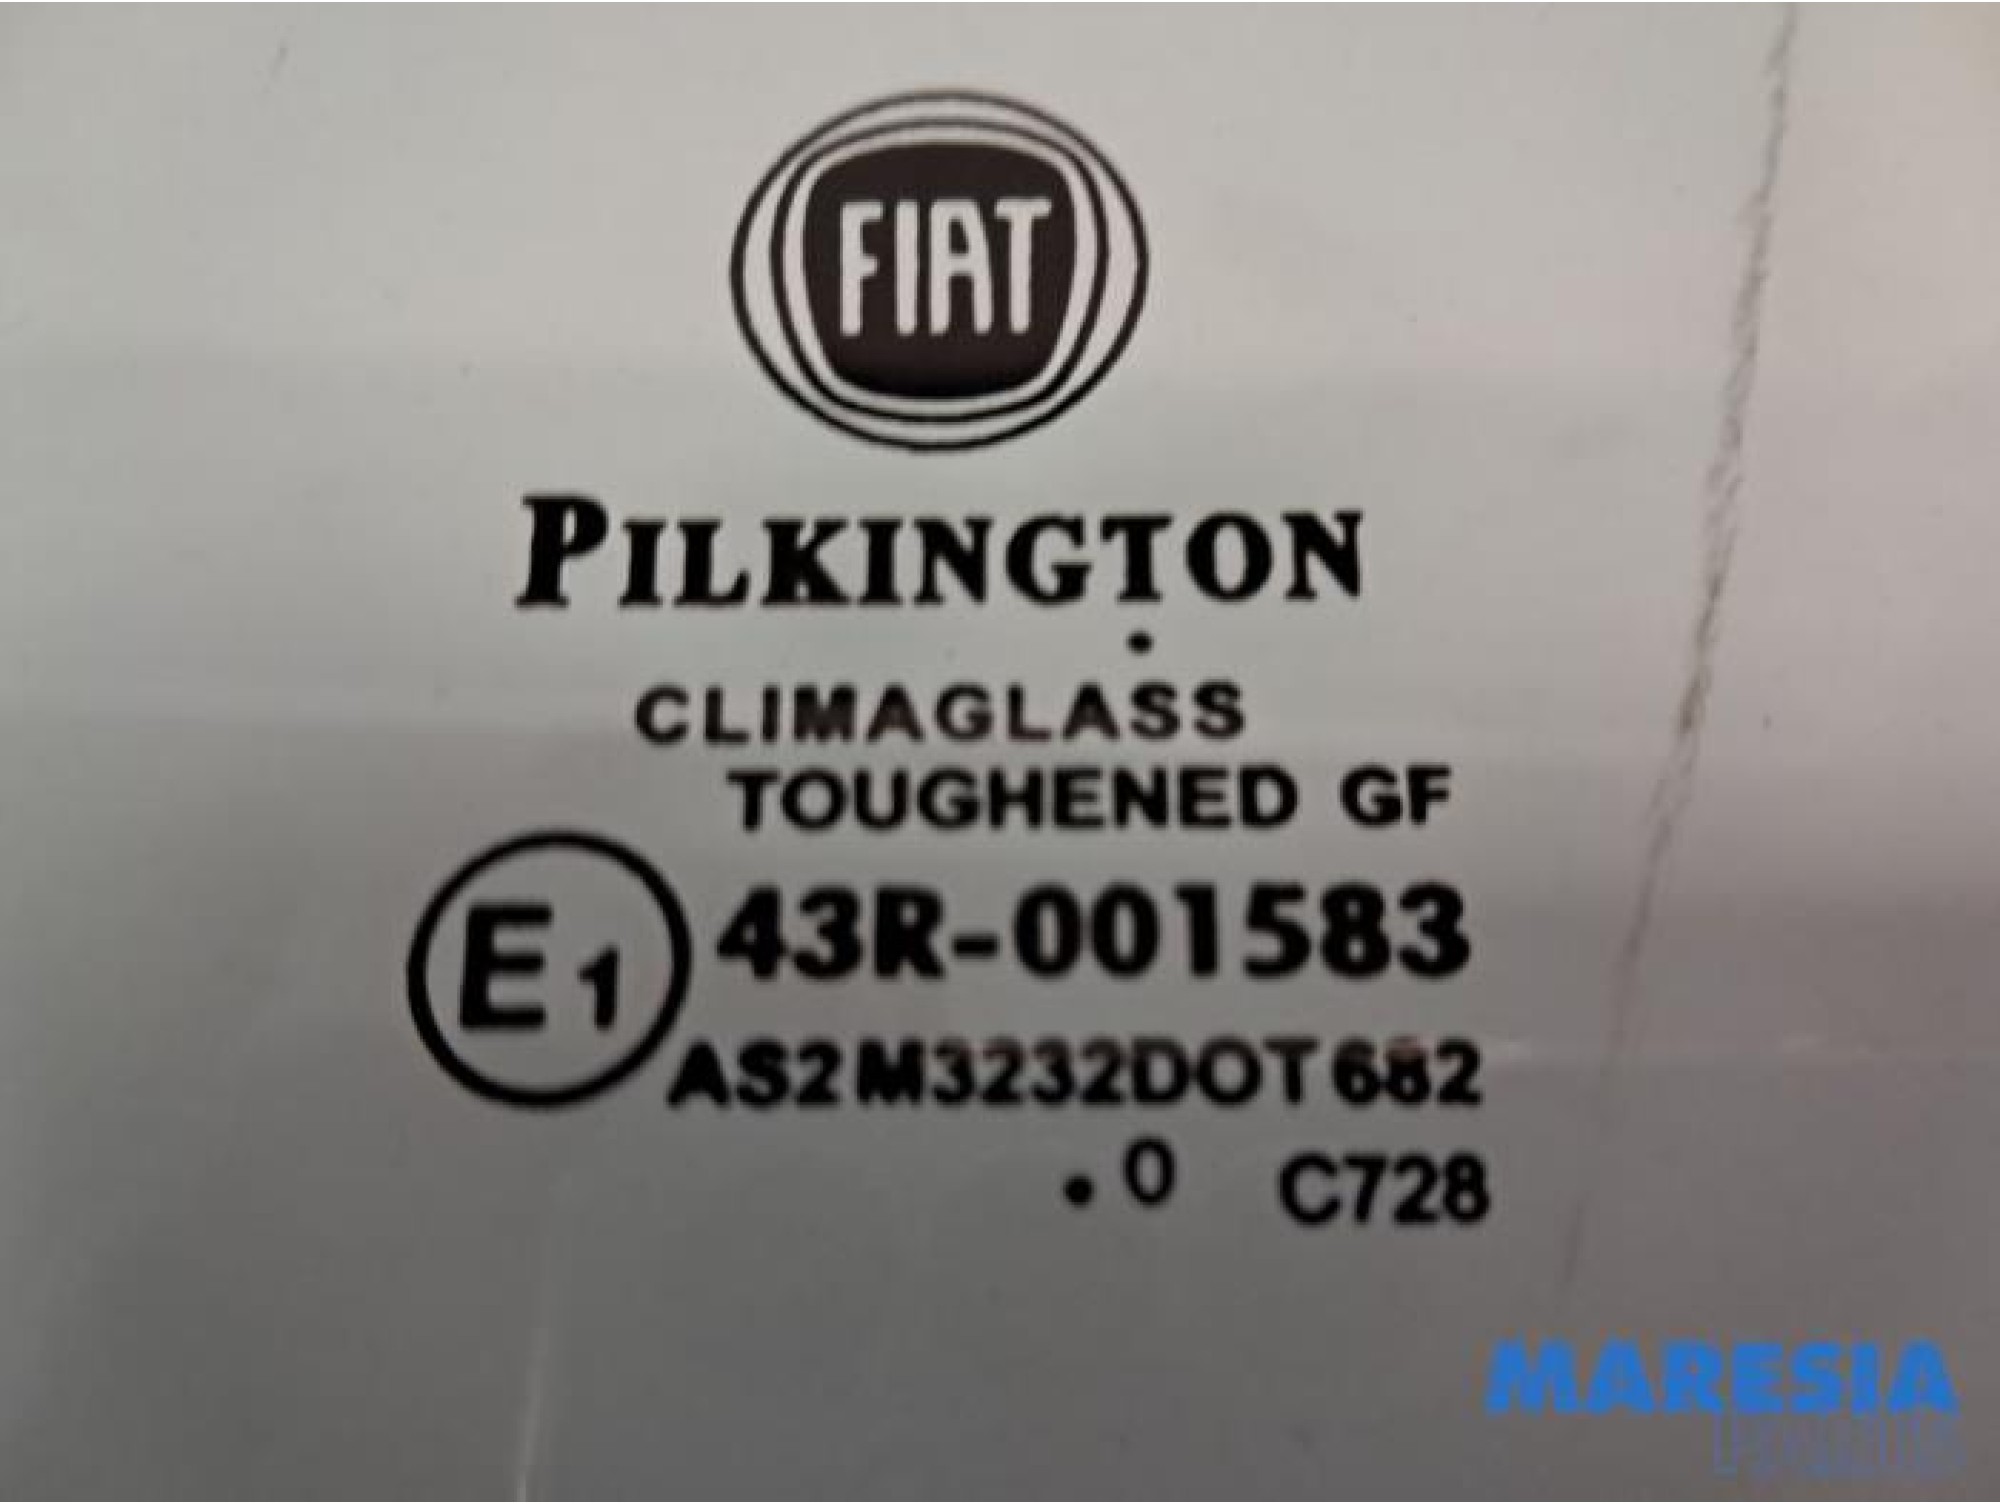 FIAT
PILKINGTON
CLIMAGLASS
TOUGHENED GF
E1 43R-001583
AS2M3232DOT682
.0 C728
MARESIA